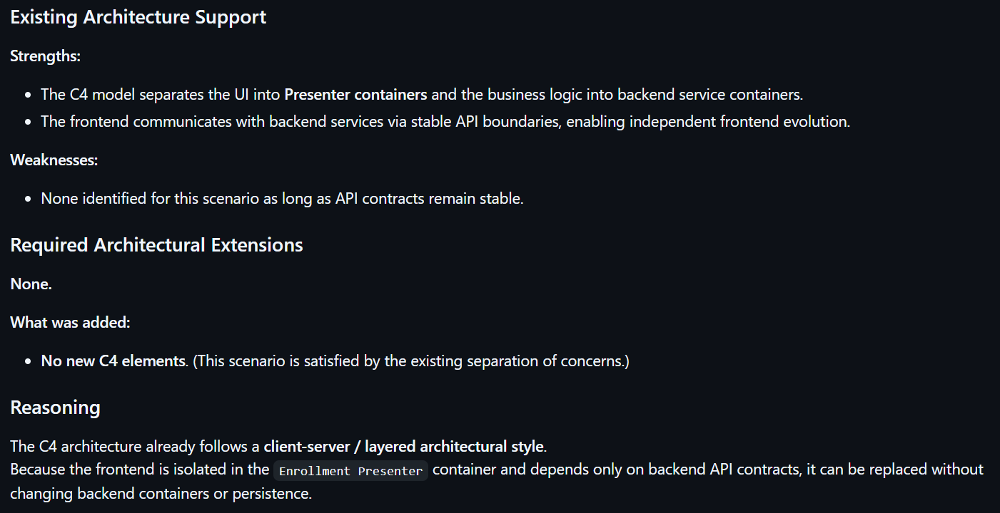 Existing Architecture Support
Strengths:
The C4 model separates the UI into Presenter containers and the business logic into backend service containers.
The frontend communicates with backend services via stable API boundaries, enabling independent frontend evolution.
Weaknesses:
None identified for this scenario as long as API contracts remain stable.
Required Architectural Extensions
None.
What was added:
No new C4 elements. (This scenario is satisfied by the existing separation of concerns.)
Reasoning
The C4 architecture already follows a client-server / layered architectural style.
Because the frontend is isolated in the Enrollment Presenter container and depends only on backend API contracts, it can be replaced without
changing backend containers or persistence.